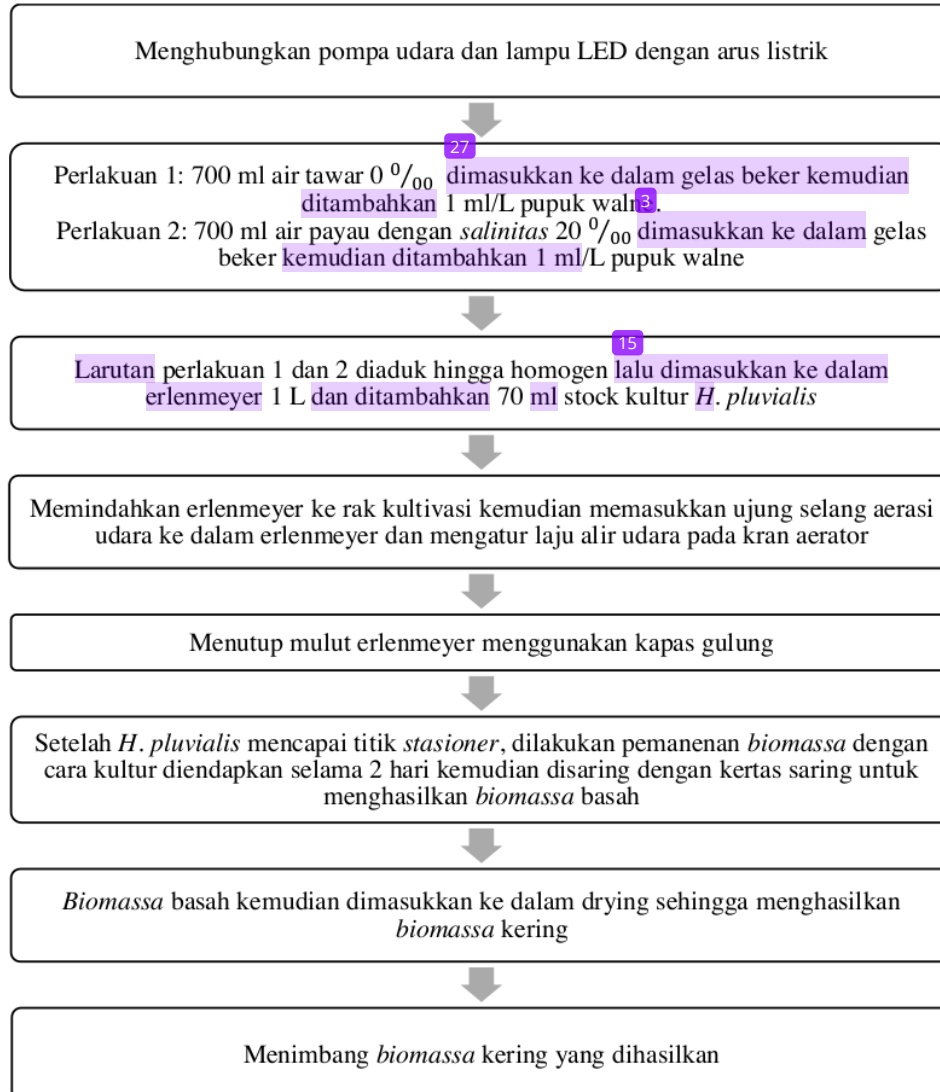 Menghubungkan pompa udara dan lampu LED dengan arus listrik
27
Perlakuan 1: 700 ml air tawar 0 ⁰/₀₀ dimasukkan ke dalam gelas beker kemudian
ditambahkan 1 ml/L pupuk walne.
3
Perlakuan 2: 700 ml air payau dengan salinitas 20 ⁰/₀₀ dimasukkan ke dalam gelas
beker kemudian ditambahkan 1 ml/L pupuk walne
15
Larutan perlakuan 1 dan 2 diaduk hingga homogen lalu dimasukkan ke dalam
erlenmeyer 1 L dan ditambahkan 70 ml stock kultur H. pluvialis
Memindahkan erlenmeyer ke rak kultivasi kemudian memasukkan ujung selang aerasi
udara ke dalam erlenmeyer dan mengatur laju alir udara pada kran aerator
Menutup mulut erlenmeyer menggunakan kapas gulung
Setelah H. pluvialis mencapai titik stasioner, dilakukan pemanenan biomassa dengan
cara kultur diendapkan selama 2 hari kemudian disaring dengan kertas saring untuk
menghasilkan biomassa basah
Biomassa basah kemudian dimasukkan ke dalam drying sehingga menghasilkan
biomassa kering
Menimbang biomassa kering yang dihasilkan